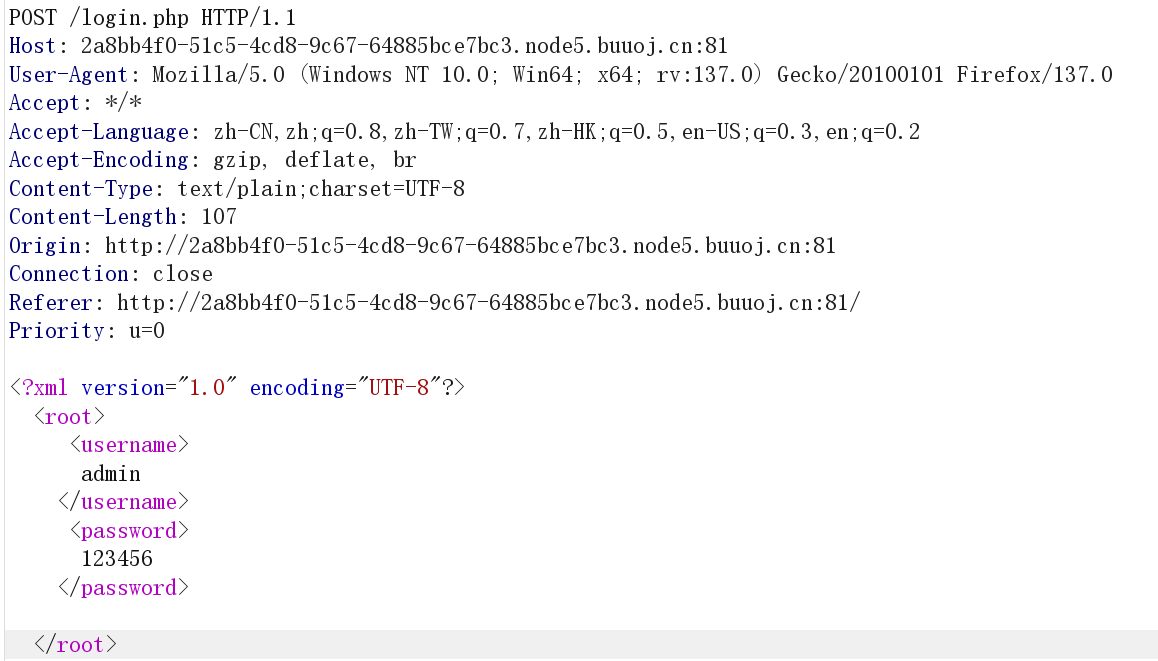 POST /login.php HTTP/1.1
Host: 2a8bb4f0-51c5-4cd8-9c67-64885bce7bc3.node5.buuoj.cn:81
User-Agent: Mozilla/5.0 (Windows NT 10.0; Win64; x64; rv:137.0) Gecko/20100101 Firefox/137.0
Accept: */*
Accept-Language: zh-CN,zh;q=0.8,zh-TW;q=0.7,zh-HK;q=0.5,en-US;q=0.3,en;q=0.2
Accept-Encoding: gzip, deflate, br
Content-Type: text/plain;charset=UTF-8
Content-Length: 107
Origin: http://2a8bb4f0-51c5-4cd8-9c67-64885bce7bc3.node5.buuoj.cn:81
Connection: close
Referer: http://2a8bb4f0-51c5-4cd8-9c67-64885bce7bc3.node5.buuoj.cn:81/
Priority: u=0

<?xml version="1.0" encoding="UTF-8"?>
  <root>
     <username>
      admin
    </username>
     <password>
      123456
    </password>

  </root>